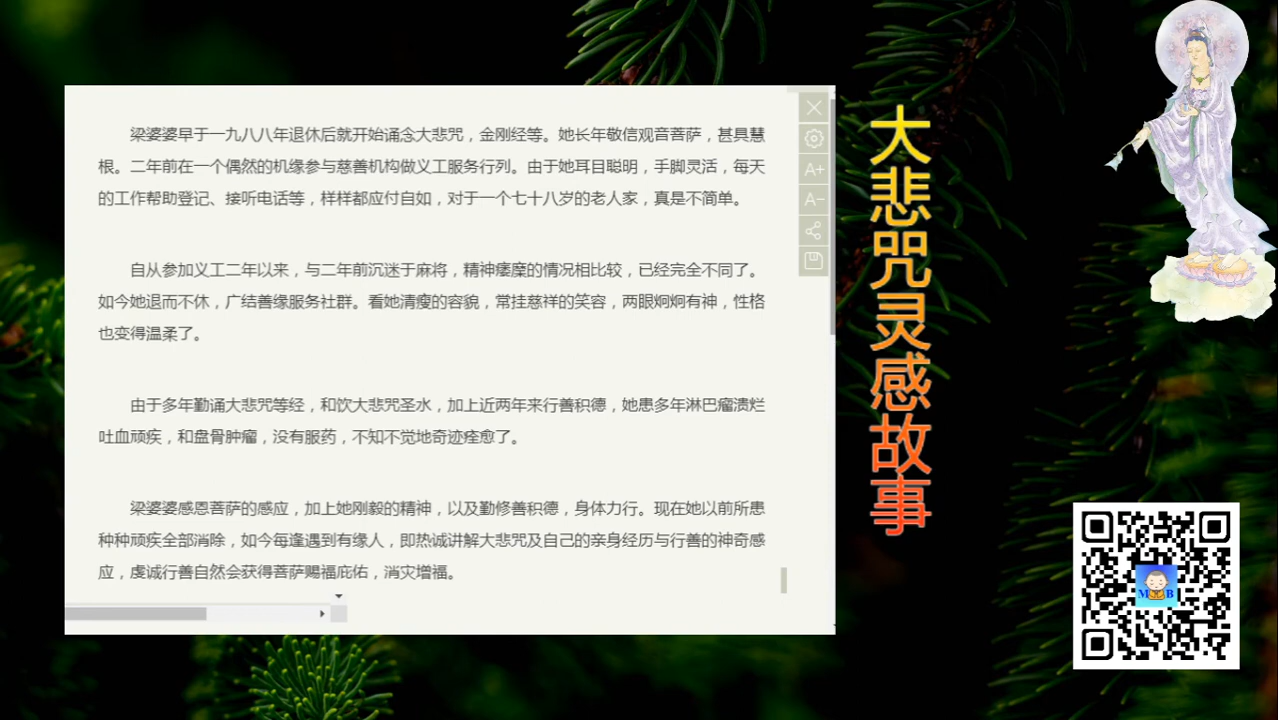 梁婆婆早于一九八八年退休后就开始诵念大悲咒，金刚经等。她长年敬信观音菩萨，甚具慧
根。二年前在一个偶然的机缘参与慈善机构做义工服务行列。由于她耳目聪明，手脚灵活，每天
的工作帮助登记、接听电话等，样样都应付自如，对于一个七十八岁的老人家，真是不简单。
自从参加义工二年以来，与二年前沉迷于麻将，精神痿糜的情况相比较，已经完全不同了。
如今她退而不休，广结善缘服务社群。看她清瘦的容貌，常挂慈祥的笑容，两眼炯炯有神，性格
也变得温柔了。
由于多年勤诵大悲咒等经，和饮大悲咒圣水，加上近两年来行善积德，她患多年淋巴瘤溃烂
吐血顽疾，和盘骨肿瘤，没有服药，不知不觉地奇迹痊愈了。
梁婆婆感恩菩萨的感应，加上她刚毅的精神，以及勤修善积德，身体力行。现在她以前所患
种种顽疾全部消除，如今每逢遇到有缘人，即热诚讲解大悲咒及自己的亲身经历与行善的神奇感
应，虔诚行善自然会获得菩萨赐福庇佑，消灾增福。
A+
A-
大悲咒灵感故事
M B